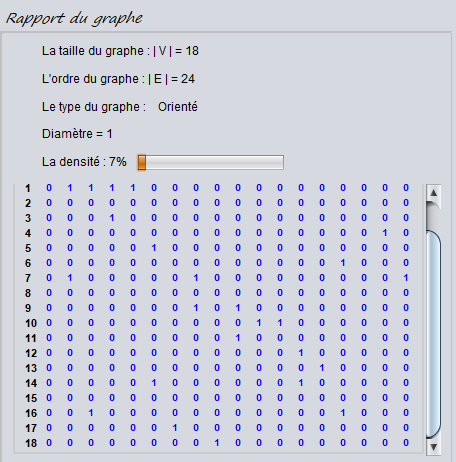 Rapport du graphe
La taille du graphe : | V | = 18
L'ordre du graphe : | E | = 24
Le type du graphe : Orienté
Diamètre = 1
La densité : 7%
1 0 1 1 1 1 0 0 0 0 0 0 0 0 0 0 0 0 0
2 0 0 0 0 0 0 0 0 0 0 0 0 0 0 0 0 0 0
3 0 0 0 1 0 0 0 0 0 0 0 0 0 0 0 0 0 0
4 0 0 0 0 0 0 0 0 0 0 0 0 0 0 0 0 1 0
5 0 0 0 0 0 1 0 0 0 0 0 0 0 0 0 0 0 0
6 0 0 0 0 0 0 0 0 0 0 0 0 0 0 1 0 0 0
7 0 1 0 0 0 0 0 1 0 0 0 0 0 0 0 0 0 1
8 0 0 0 0 0 0 0 0 0 0 0 0 0 0 0 0 0 0
9 0 0 0 0 0 0 0 1 0 1 0 0 0 0 0 0 0 0
10 0 0 0 0 0 0 0 0 0 0 1 1 0 0 0 0 0 0
11 0 0 0 0 0 0 0 0 0 1 0 0 0 0 0 0 0 0
12 0 0 0 0 0 0 0 0 0 0 0 0 1 0 0 0 0 0
13 0 0 0 0 0 0 0 0 0 0 0 0 0 1 0 0 0 0
14 0 0 0 0 0 1 0 0 0 0 0 0 1 0 0 0 0 0
15 0 0 0 0 0 0 0 0 0 0 0 0 0 0 0 0 0 0
16 0 0 1 0 0 0 0 0 0 0 0 0 0 0 1 0 0 0
17 0 0 0 0 0 0 1 0 0 0 0 0 0 0 0 0 0 0
18 0 0 0 0 0 0 0 0 1 0 0 0 0 0 0 0 0 0